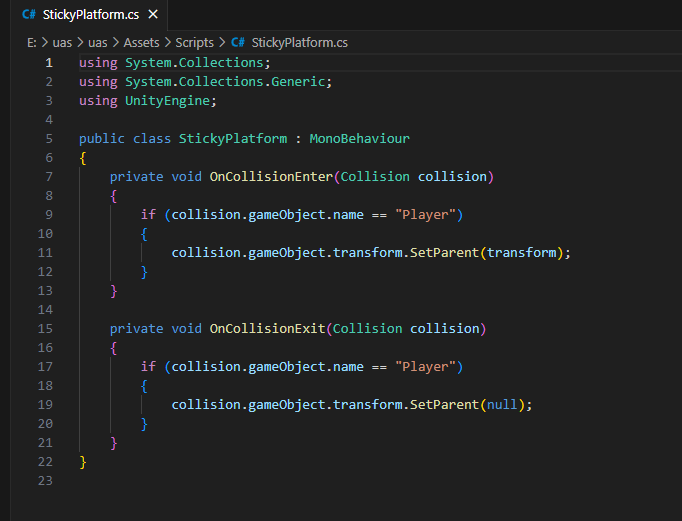 C# StickyPlatform.cs ×
E: > uas > uas > Assets > Scripts > C# StickyPlatform.cs
1 using System.Collections;
2 using System.Collections.Generic;
3 using UnityEngine;
4
5 public class StickyPlatform : MonoBehaviour
6 {
7     private void OnCollisionEnter(Collision collision)
8     {
9         if (collision.gameObject.name == "Player")
10         {
11             collision.gameObject.transform.SetParent(transform);
12         }
13     }
14
15     private void OnCollisionExit(Collision collision)
16     {
17         if (collision.gameObject.name == "Player")
18         {
19             collision.gameObject.transform.SetParent(null);
20         }
21     }
22 }
23